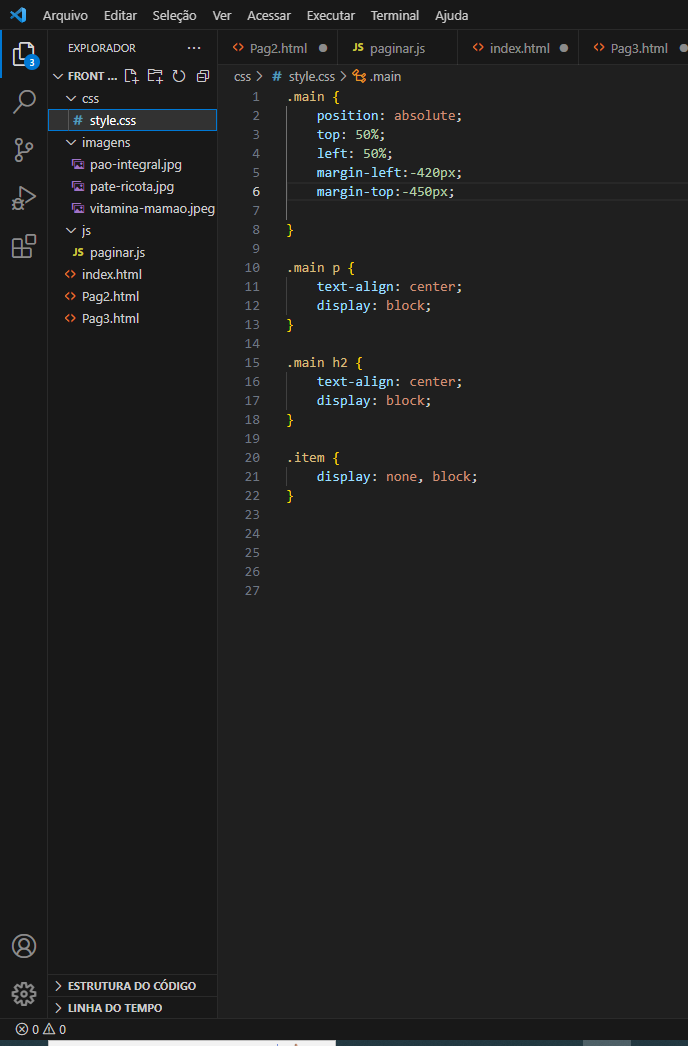 Arquivo Editar Seleção Ver Acessar Executar Terminal Ajuda
EXPLORADOR ···
Pag2.html JS paginar.js index.html Pag3.html
3
FRONT ...
css > # style.css > .main
css
# style.css
imagens
pao-integral.jpg
pate-ricota.jpg
vitamina-mamao.jpeg
js
JS paginar.js
index.html
Pag2.html
Pag3.html
1 .main {
2 position: absolute;
3 top: 50%;
4 left: 50%;
5 margin-left:-420px;
6 margin-top:-450px;
7
8 }
9
10 .main p {
11 text-align: center;
12 display: block;
13 }
14
15 .main h2 {
16 text-align: center;
17 display: block;
18 }
19
20 .item {
21 display: none, block;
22 }
23
24
25
26
27
ESTRUTURA DO CÓDIGO
LINHA DO TEMPO
0 0